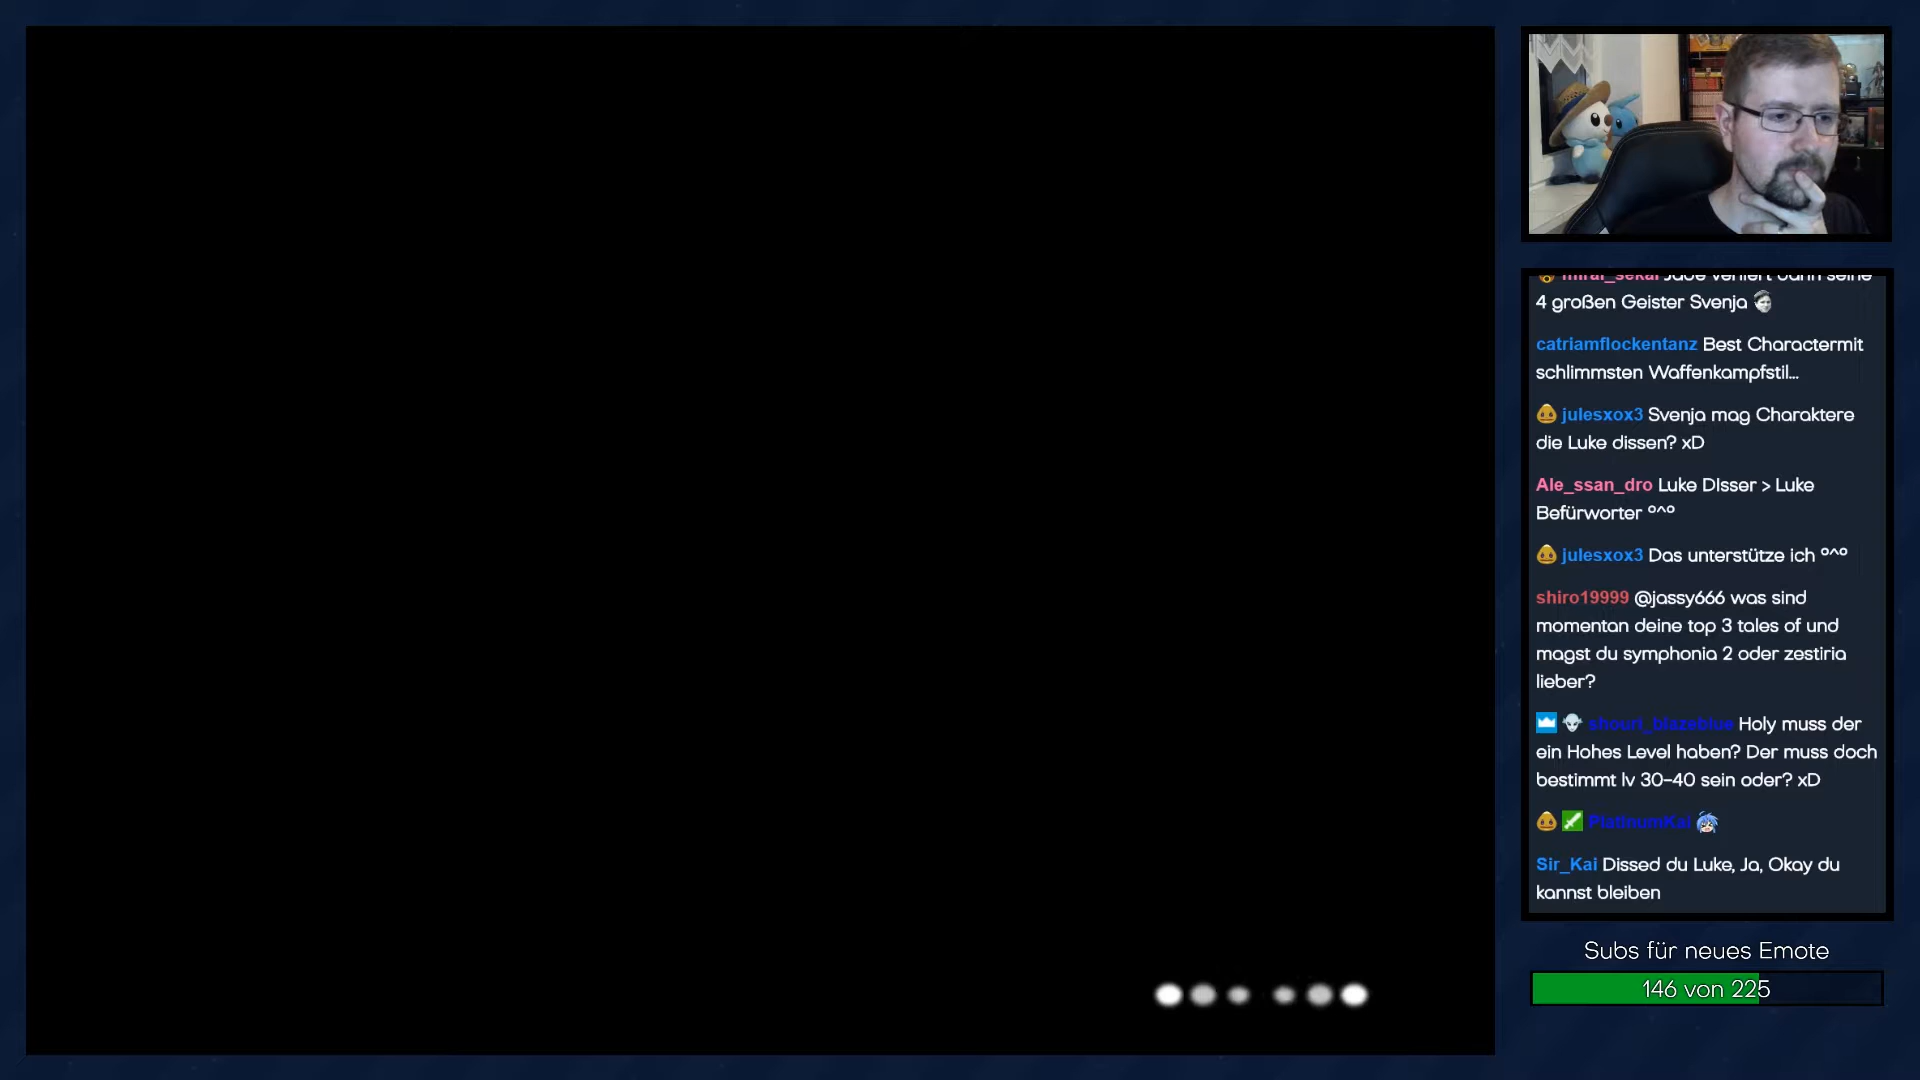 4 großen Geister Svenja
catriamflockentanz Best Charactermit
schlimmsten Waffenkampfstil...
julesxox3 Svenja mag Charaktere
die Luke dissen? xD
Ale_ssan_dro Luke DIsser > Luke
Befürworter °^°
julesxox3 Das unterstütze ich °^°
shiro19999 @jassy666 was sind
momentan deine top 3 tales of und
magst du symphonia 2 oder zestiria
lieber?
shouri_blazeblue Holy muss der
ein Hohes Level haben? Der muss doch
bestimmt lv 30-40 sein oder? xD
PlatinumKai
Sir_Kai Dissed du Luke, Ja, Okay du
kannst bleiben
Subs für neues Emote
146 von 225